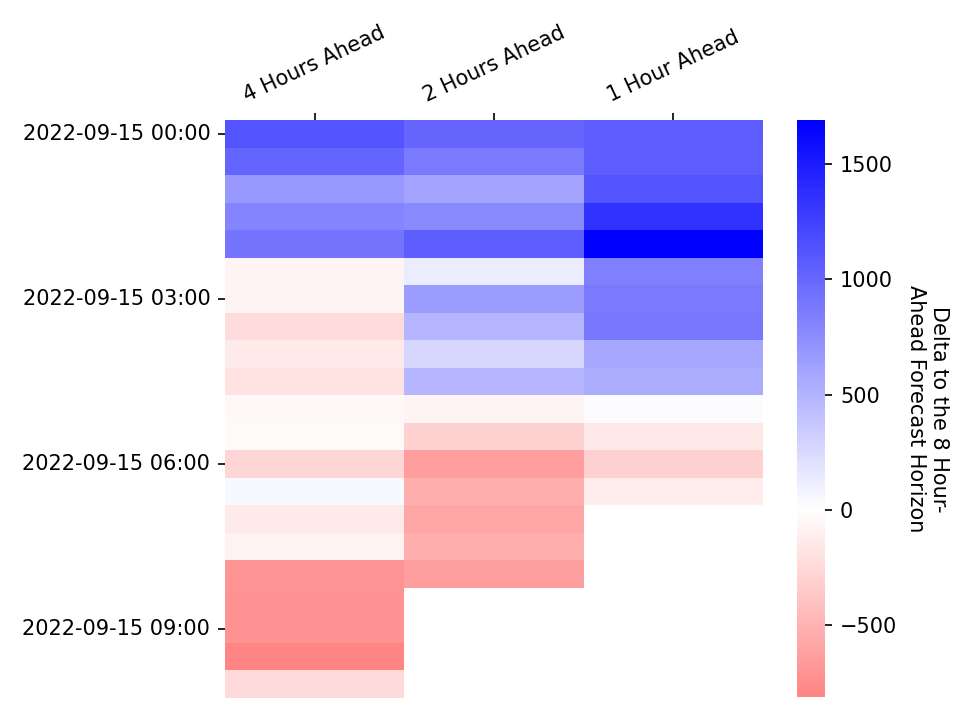 4 Hours Ahead
2 Hours Ahead
1 Hour Ahead
2022-09-15 00:00
2022-09-15 03:00
2022-09-15 06:00
2022-09-15 09:00
1500
1000
500
0
−500
Delta to the 8 Hour-
Ahead Forecast Horizon